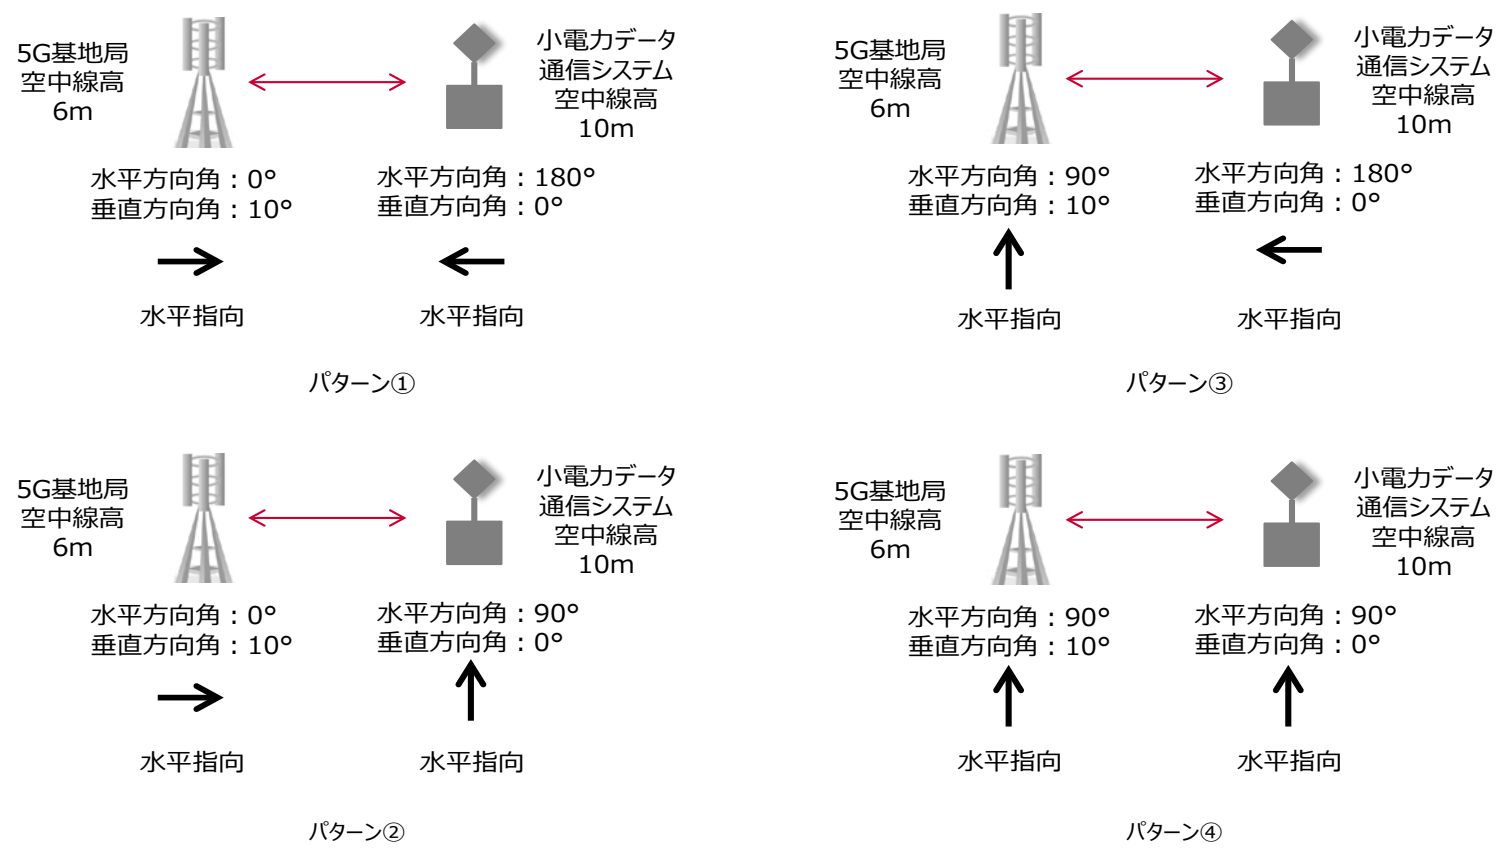 5G基地局
空中線高
6m
小電力データ
通信システム
空中線高
10m
水平方向角：0°
垂直方向角：10°
水平方向角：180°
垂直方向角：0°
水平指向
水平指向
パターン①
5G基地局
空中線高
6m
小電力データ
通信システム
空中線高
10m
水平方向角：90°
垂直方向角：10°
水平方向角：180°
垂直方向角：0°
水平指向
水平指向
パターン③
5G基地局
空中線高
6m
小電力データ
通信システム
空中線高
10m
水平方向角：0°
垂直方向角：10°
水平方向角：90°
垂直方向角：0°
水平指向
水平指向
パターン②
5G基地局
空中線高
6m
小電力データ
通信システム
空中線高
10m
水平方向角：90°
垂直方向角：10°
水平方向角：90°
垂直方向角：0°
水平指向
水平指向
パターン④